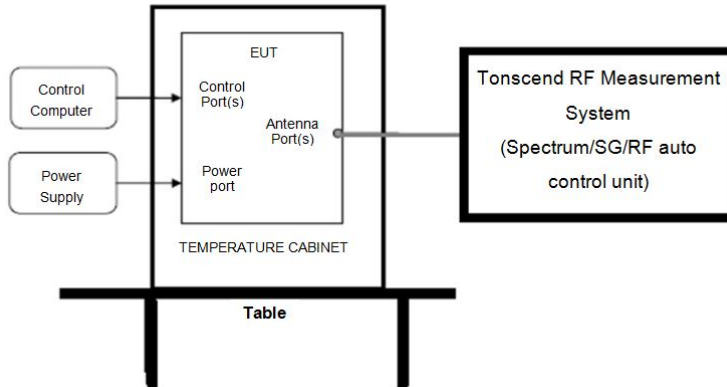 EUT
Control
Computer
Control
Port(s)
Antenna
Port(s)
Power
Supply
Power
port
TEMPERATURE CABINET
Table
Tonscend RF Measurement
System
(Spectrum/SG/RF auto
control unit)